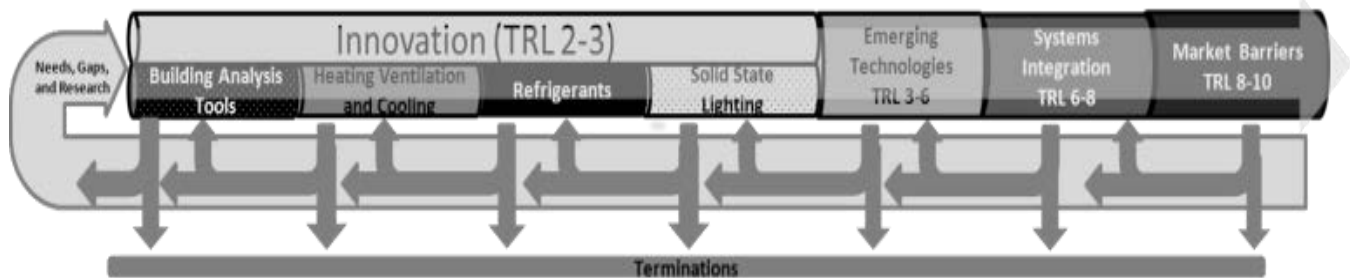 Needs, Gaps,
and Research
Innovation (TRL 2-3)
Building Analysis
Tools
Heating Ventilation
and Cooling
Refrigerants
Solid State
Lighting
Emerging
Technologies
TRL 3-6
Systems
Integration
TRL 6-8
Market Barriers
TRL 8-10
Terminations